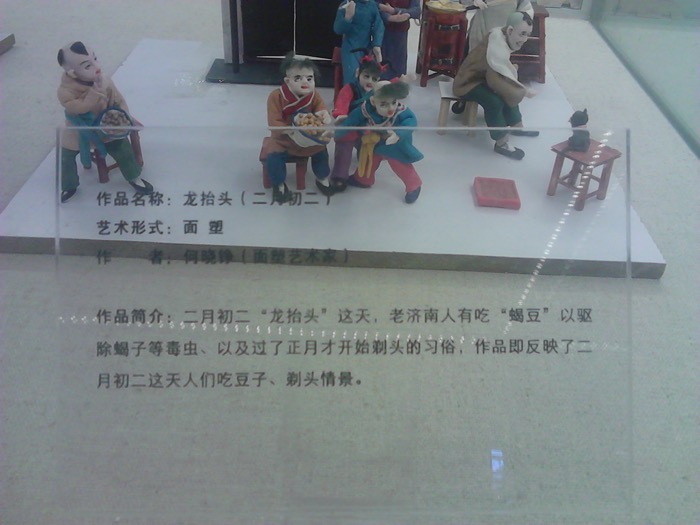 作品名称：龙抬头（二月初二）
艺术形式：面 塑
作　　者：何晓铮（面塑艺术家）
作品简介：二月初二“龙抬头”这天，老济南人有吃“蝎豆”以驱
除蝎子等毒虫、以及过了正月才开始剃头的习俗，作品即反映了二
月初二这天人们吃豆子、剃头情景。